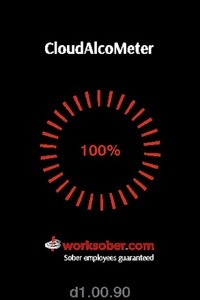 CloudAlcoMeter
100%
worksober.com
Sober employees guaranteed
d1.00.90